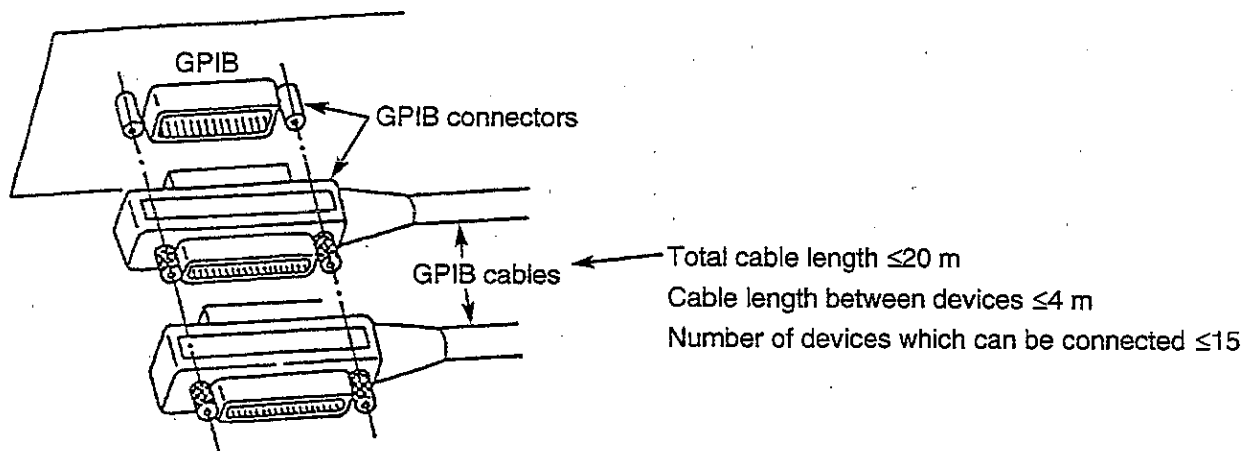 GPIB
GPIB connectors
GPIB cables
Total cable length ≤20 m
Cable length between devices ≤4 m
Number of devices which can be connected ≤15